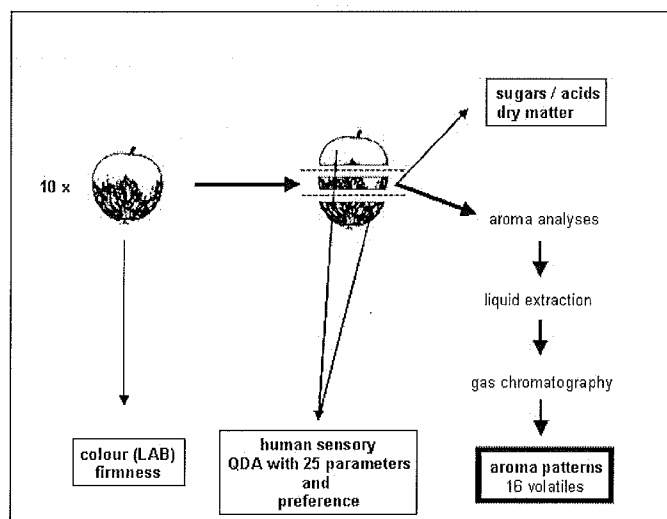 sugars / acids
dry matter
10 x
aroma analyses
liquid extraction
gas chromatography
colour (LAB)
firmness
human sensory
QDA with 25 parameters
and
preference
aroma patterns
16 volatiles